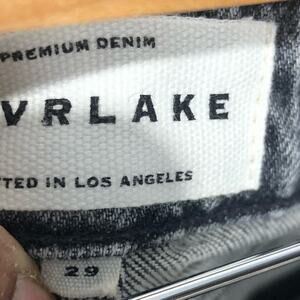 PREMIUM DENIM
VRLAKE
TED IN LOS ANGELES
29